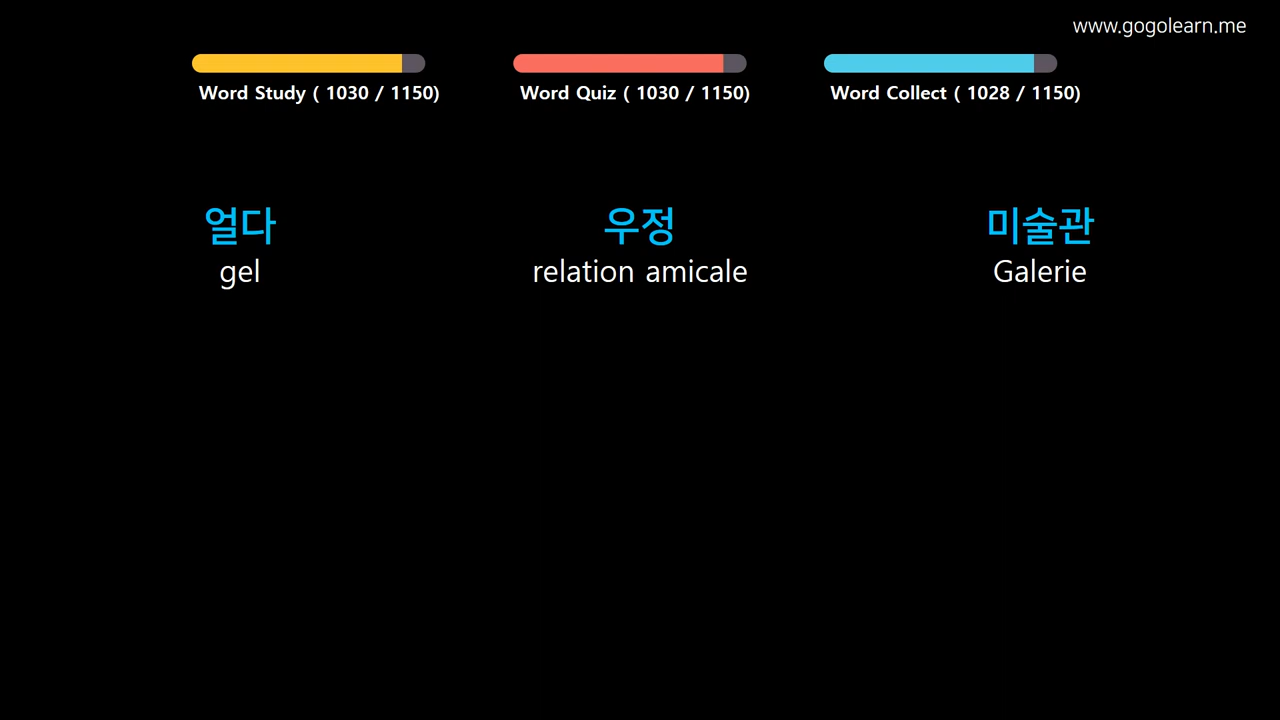 www.gogolearn.me
Word Study ( 1030 / 1150)
Word Quiz ( 1030 / 1150)
Word Collect ( 1028 / 1150)
얼다
gel
우정
relation amicale
미술관
Galerie